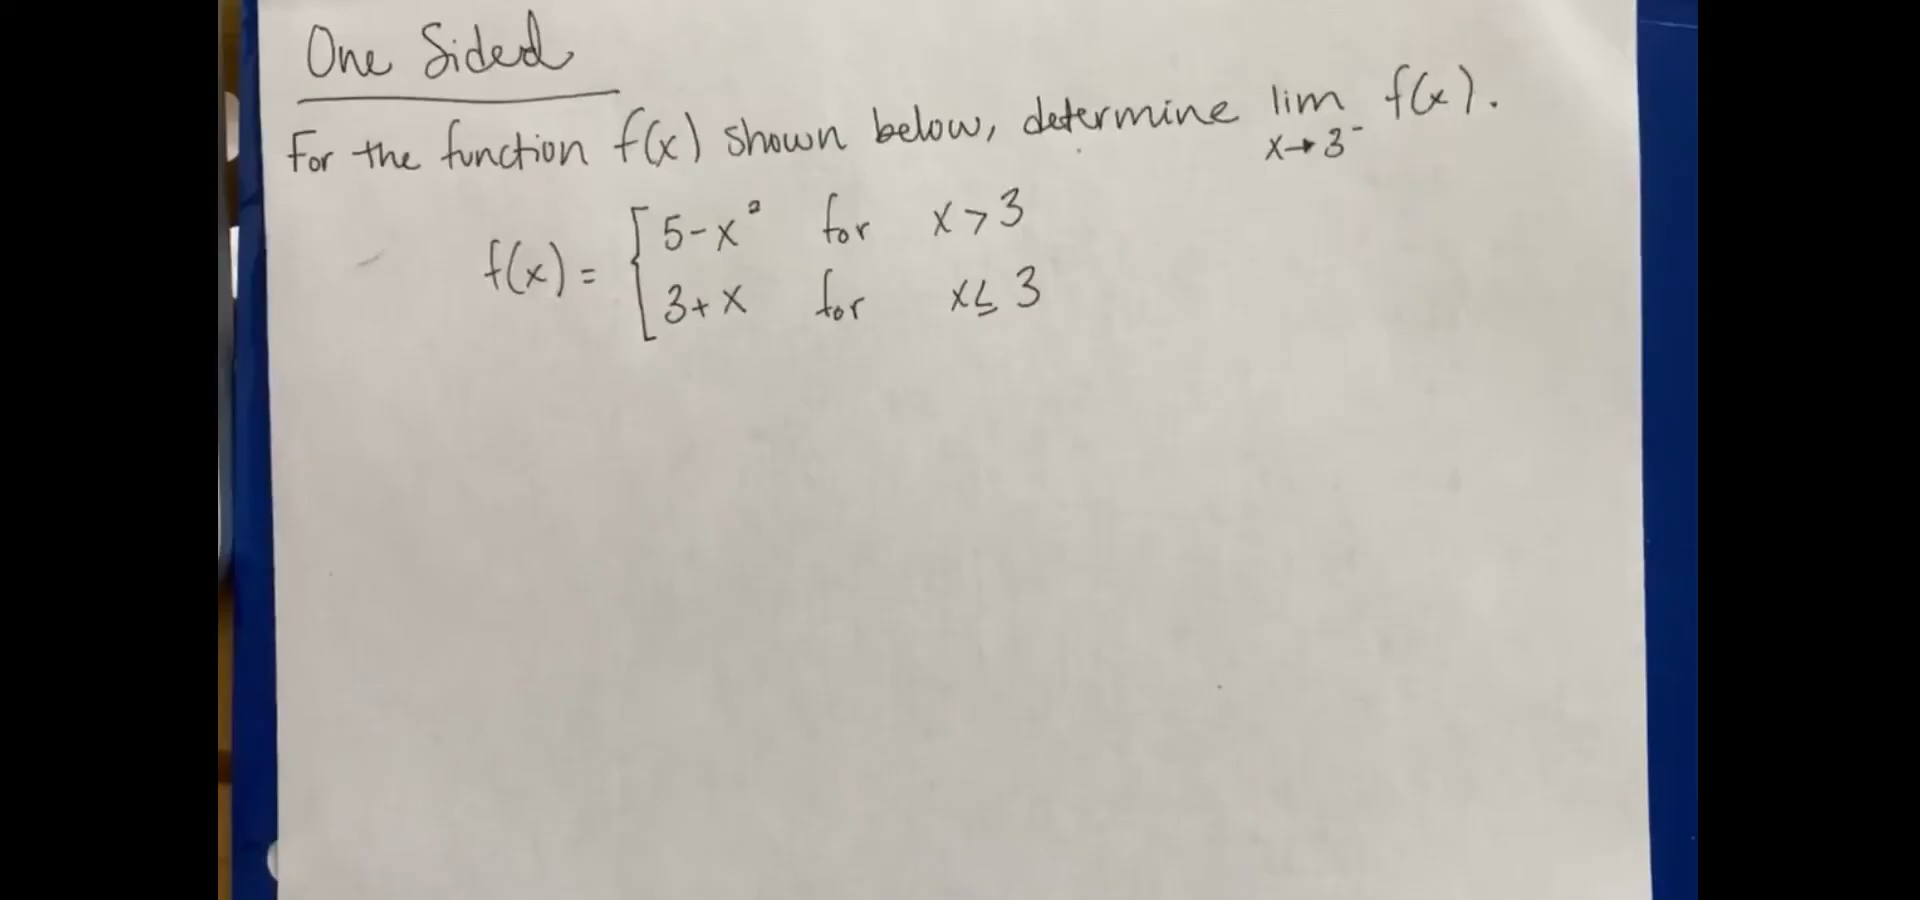 One Sided
For the function f(x) shown below, determine lim f(x).
x→3⁻
f(x) = { 5-x² for x>3
3+x for x≤3